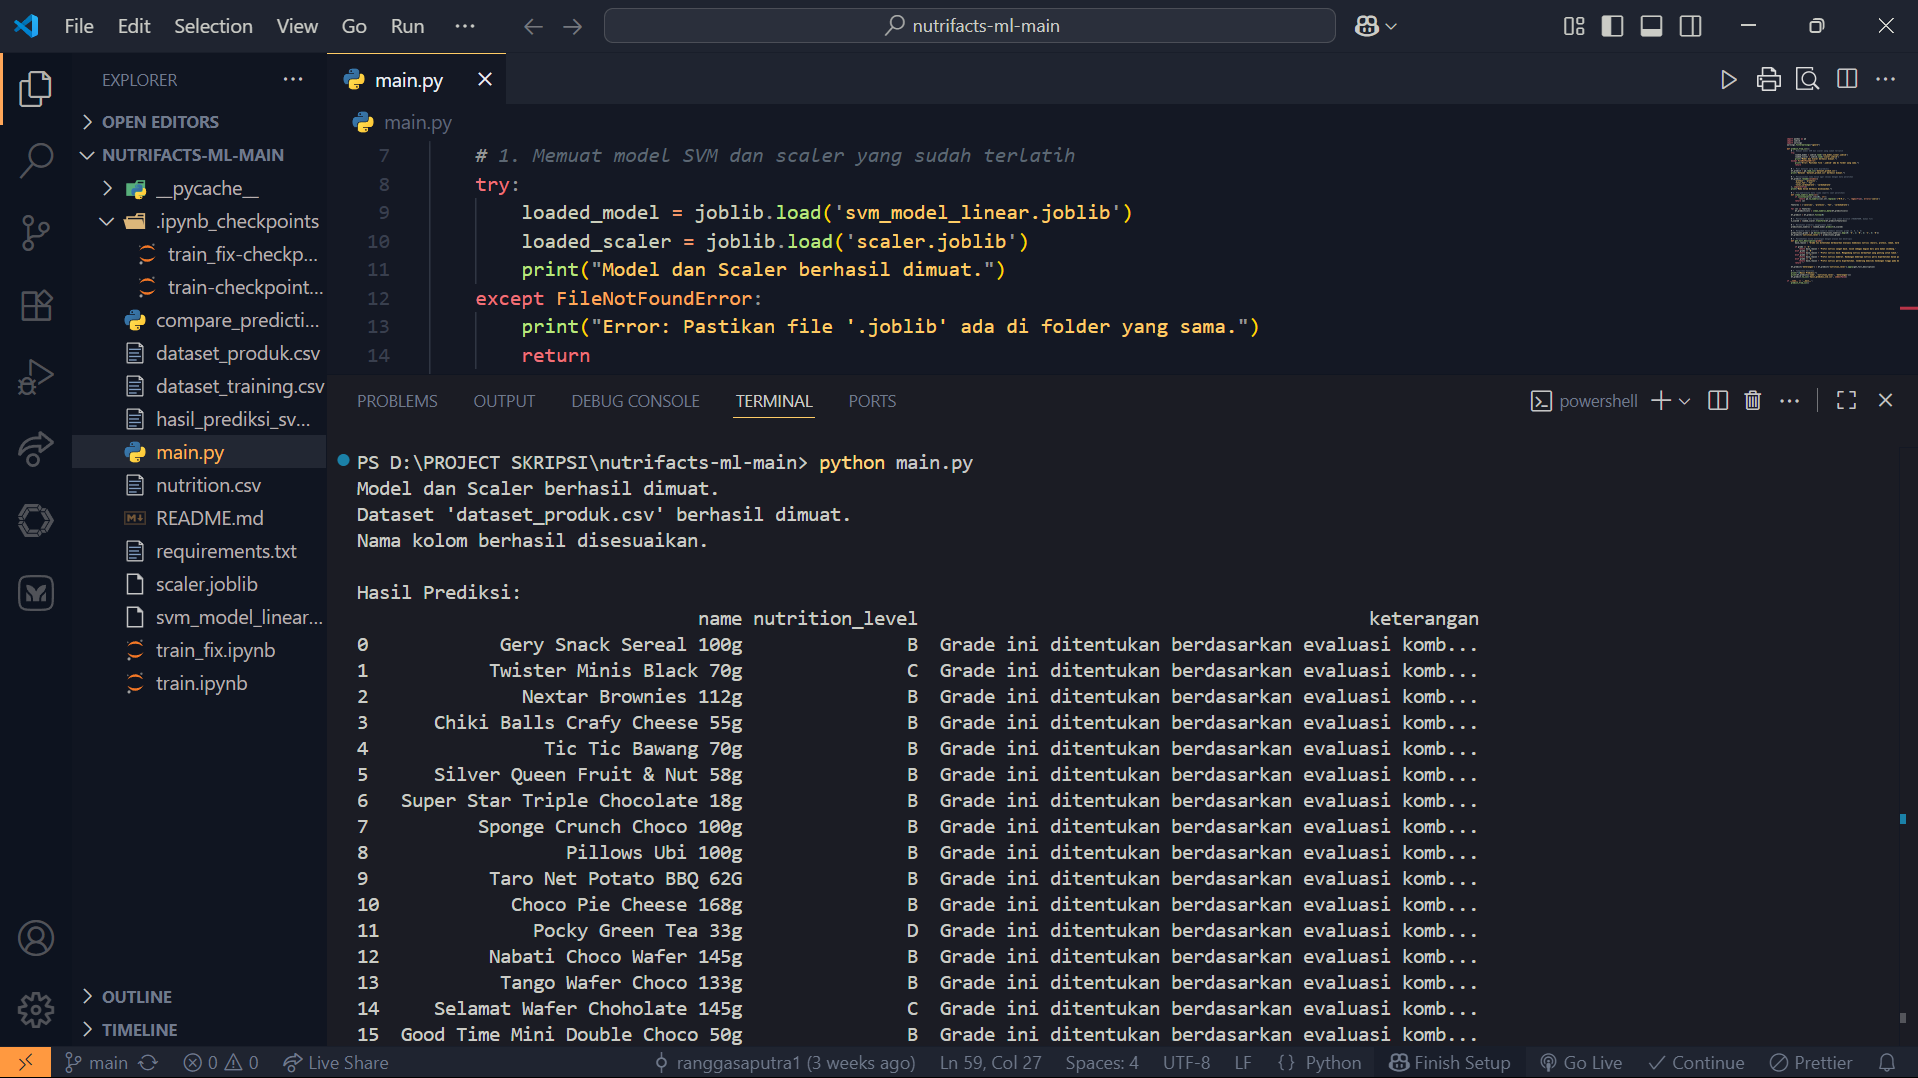 File Edit Selection View Go Run ... nutrifacts-ml-main
EXPLORER ...
OPEN EDITORS
NUTRIFACTS-ML-MAIN
__pycache__
.ipynb_checkpoints
train_fix-checkp...
train-checkpoint...
compare_predicti...
dataset_produk.csv
dataset_training.csv
hasil_prediksi_sv...
main.py
nutrition.csv
README.md
requirements.txt
scaler.joblib
svm_model_linear...
train_fix.ipynb
train.ipynb
OUTLINE
TIMELINE
main.py
main.py
7 # 1. Memuat model SVM dan scaler yang sudah terlatih
8 try:
9 loaded_model = joblib.load('svm_model_linear.joblib')
10 loaded_scaler = joblib.load('scaler.joblib')
11 print("Model dan Scaler berhasil dimuat.")
12 except FileNotFoundError:
13 print("Error: Pastikan file '.joblib' ada di folder yang sama.")
14 return
PROBLEMS OUTPUT DEBUG CONSOLE TERMINAL PORTS powershell
PS D:\PROJECT SKRIPSI\nutrifacts-ml-main> python main.py
Model dan Scaler berhasil dimuat.
Dataset 'dataset_produk.csv' berhasil dimuat.
Nama kolom berhasil disesuaikan.
Hasil Prediksi:
name nutrition_level keterangan
0 Gery Snack Sereal 100g B Grade ini ditentukan berdasarkan evaluasi komb...
1 Twister Minis Black 70g C Grade ini ditentukan berdasarkan evaluasi komb...
2 Nextar Brownies 112g B Grade ini ditentukan berdasarkan evaluasi komb...
3 Chiki Balls Crafy Cheese 55g B Grade ini ditentukan berdasarkan evaluasi komb...
4 Tic Tic Bawang 70g B Grade ini ditentukan berdasarkan evaluasi komb...
5 Silver Queen Fruit & Nut 58g B Grade ini ditentukan berdasarkan evaluasi komb...
6 Super Star Triple Chocolate 18g B Grade ini ditentukan berdasarkan evaluasi komb...
7 Sponge Crunch Choco 100g B Grade ini ditentukan berdasarkan evaluasi komb...
8 Pillows Ubi 100g B Grade ini ditentukan berdasarkan evaluasi komb...
9 Taro Net Potato BBQ 62G B Grade ini ditentukan berdasarkan evaluasi komb...
10 Choco Pie Cheese 168g B Grade ini ditentukan berdasarkan evaluasi komb...
11 Pocky Green Tea 33g D Grade ini ditentukan berdasarkan evaluasi komb...
12 Nabati Choco Wafer 145g B Grade ini ditentukan berdasarkan evaluasi komb...
13 Tango Wafer Choco 133g B Grade ini ditentukan berdasarkan evaluasi komb...
14 Selamat Wafer Choholate 145g C Grade ini ditentukan berdasarkan evaluasi komb...
15 Good Time Mini Double Choco 50g B Grade ini ditentukan berdasarkan evaluasi komb...
main 0 0 Live Share ranggasaputra1 (3 weeks ago) Ln 59, Col 27 Spaces: 4 UTF-8 LF {} Python Finish Setup Go Live Continue Prettier